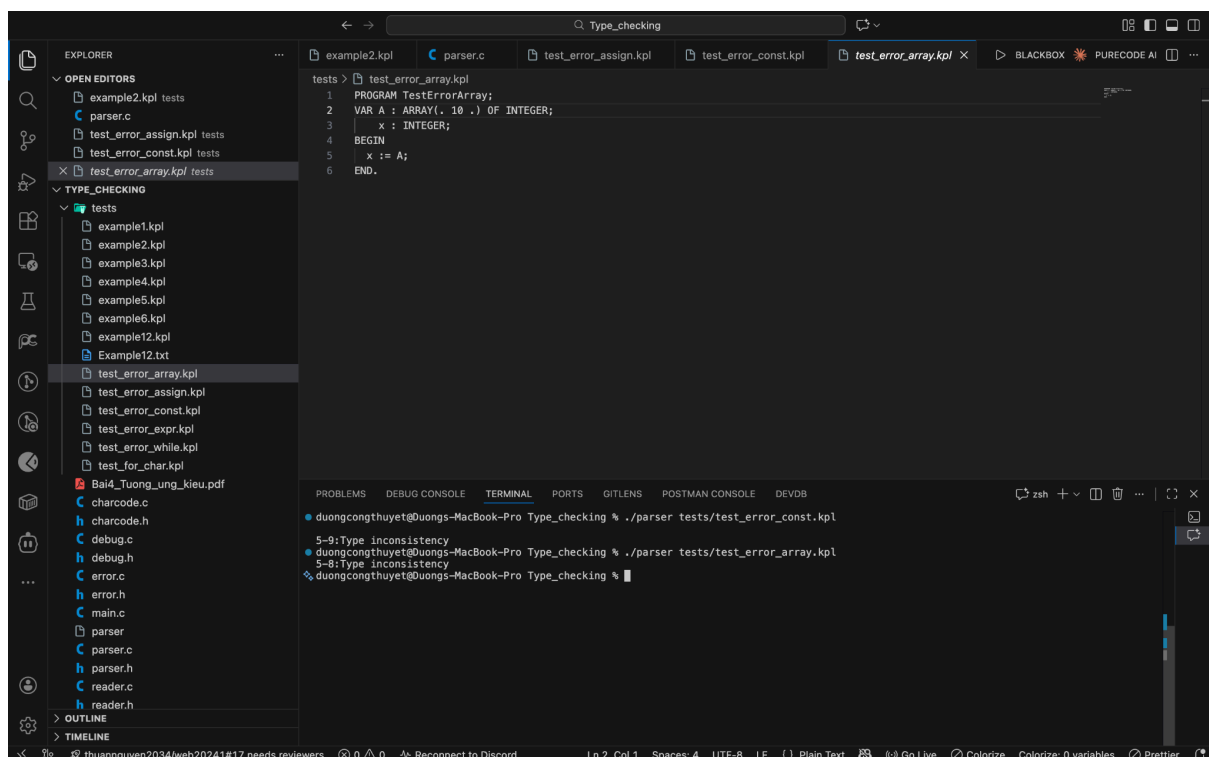 Type_checking
EXPLORER
OPEN EDITORS
example2.kpl tests
parser.c
test_error_assign.kpl tests
test_error_const.kpl tests
test_error_array.kpl tests
TYPE_CHECKING
tests
example1.kpl
example2.kpl
example3.kpl
example4.kpl
example5.kpl
example6.kpl
example12.kpl
Example12.txt
test_error_array.kpl
test_error_assign.kpl
test_error_const.kpl
test_error_expr.kpl
test_error_while.kpl
test_for_char.kpl
Bai4_Tuong_ung_kieu.pdf
charcode.c
charcode.h
debug.c
debug.h
error.c
error.h
main.c
parser
parser.c
parser.h
reader.c
reader.h
OUTLINE
TIMELINE
example2.kpl parser.c test_error_assign.kpl test_error_const.kpl test_error_array.kpl BLACKBOX PURECODE AI
tests > test_error_array.kpl
1 PROGRAM TestErrorArray;
2 VAR A : ARRAY(. 10 .) OF INTEGER;
3 x : INTEGER;
4 BEGIN
5 x := A;
6 END.
PROBLEMS DEBUG CONSOLE TERMINAL PORTS GITLENS POSTMAN CONSOLE DEVDB zsh
duongcongthuyet@Duongs-MacBook-Pro Type_checking % ./parser tests/test_error_const.kpl
5-9:Type inconsistency
duongcongthuyet@Duongs-MacBook-Pro Type_checking % ./parser tests/test_error_array.kpl
5-8:Type inconsistency
duongcongthuyet@Duongs-MacBook-Pro Type_checking %
thuannguyen2034/web20241#17 needs reviewers 0 0 Reconnect to Discord Ln 2, Col 1 Spaces: 4 UTF-8 LF { } Plain Text Go Live Colorize Colorize: 0 variables Prettier